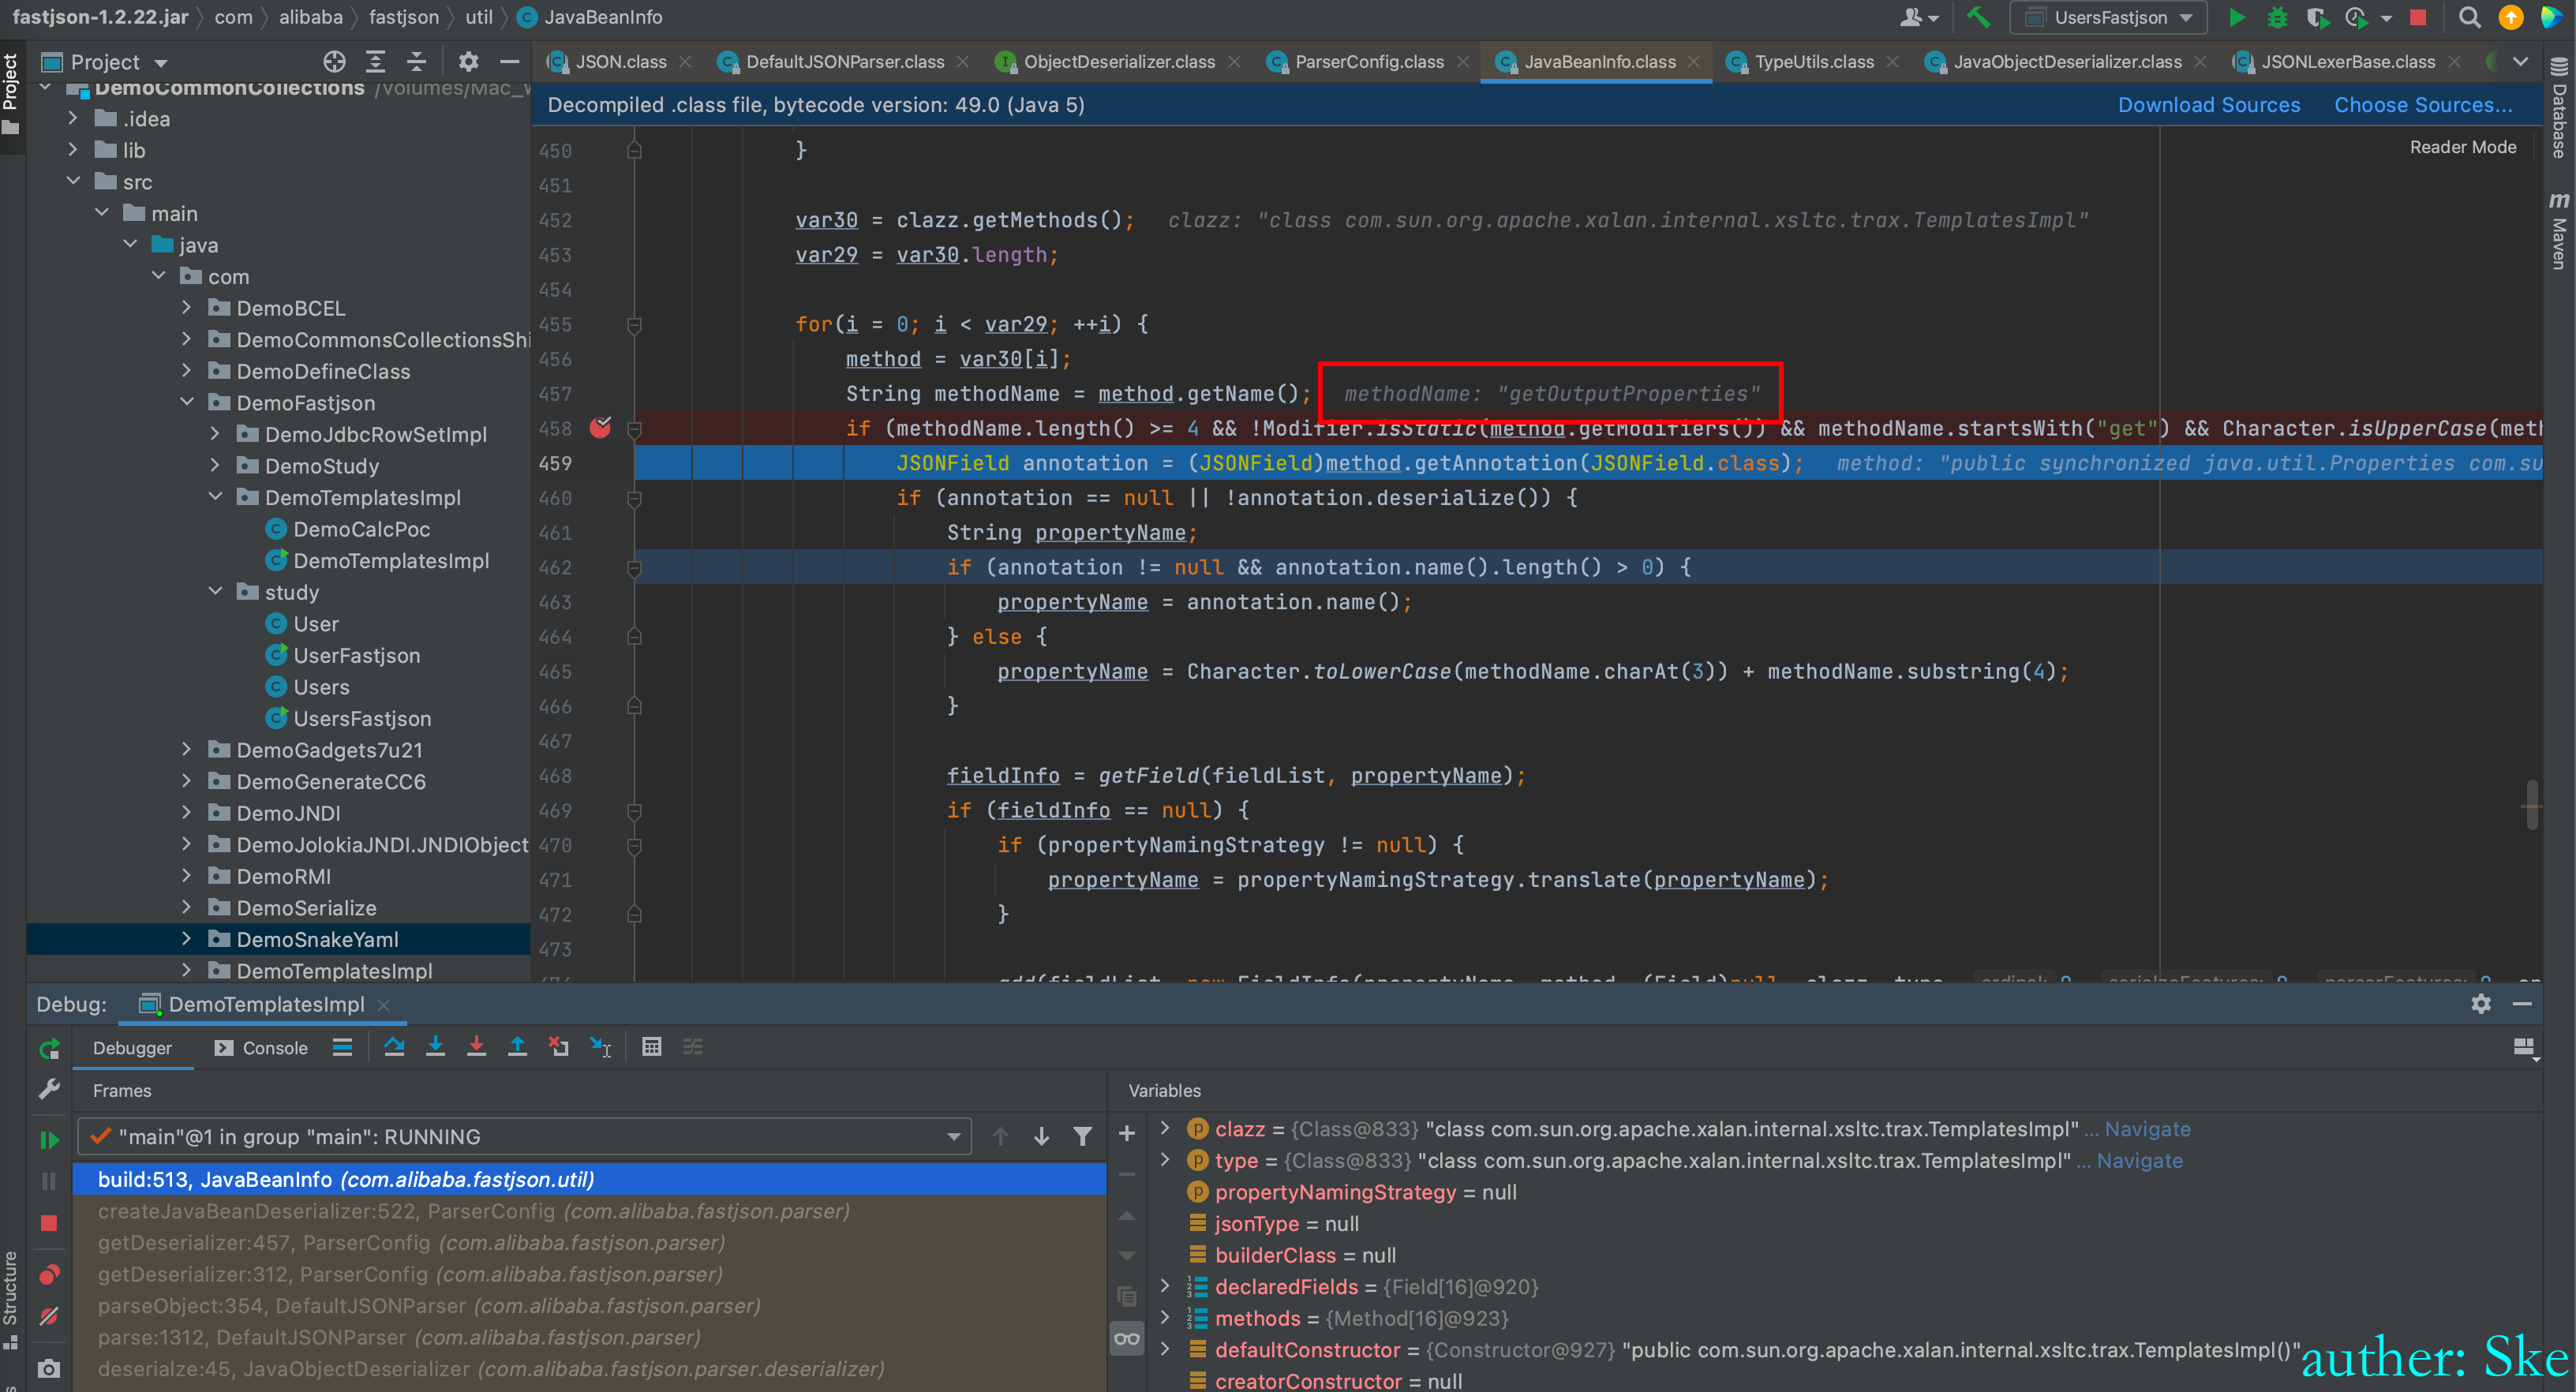 fastjson-1.2.22.jar com alibaba fastjson util JavaBeanInfo
UsersFastjson
Project
JSON.class DefaultJSONParser.class ObjectDeserializer.class ParserConfig.class JavaBeanInfo.class TypeUtils.class JavaObjectDeserializer.class JSONLexerBase.class
Decompiled .class file, bytecode version: 49.0 (Java 5) Download Sources Choose Sources...
Reader Mode
Project
Structure
Database
Maven
DemoCommonCollections /Volumes/Mac_
.idea
lib
src
main
java
com
DemoBCEL
DemoCommonsCollectionsShi
DemoDefineClass
DemoFastjson
DemoJdbcRowSetImpl
DemoStudy
DemoTemplatesImpl
DemoCalcPoc
DemoTemplatesImpl
study
User
UserFastjson
Users
UsersFastjson
DemoGadgets7u21
DemoGenerateCC6
DemoJNDI
DemoJolokiaJNDI.JNDIObject
DemoRMI
DemoSerialize
DemoSnakeYaml
DemoTemplatesImpl
450 }
451
452 var30 = clazz.getMethods(); clazz: "class com.sun.org.apache.xalan.internal.xsltc.trax.TemplatesImpl"
453 var29 = var30.length;
454
455 for(i = 0; i < var29; ++i) {
456 method = var30[i];
457 String methodName = method.getName(); methodName: "getOutputProperties"
458 if (methodName.length() >= 4 && !Modifier.isStatic(method.getModifiers()) && methodName.startsWith("get") && Character.isUpperCase(meth
459 JSONField annotation = (JSONField)method.getAnnotation(JSONField.class); method: "public synchronized java.util.Properties com.su
460 if (annotation == null || !annotation.deserialize()) {
461 String propertyName;
462 if (annotation != null && annotation.name().length() > 0) {
463 propertyName = annotation.name();
464 } else {
465 propertyName = Character.toLowerCase(methodName.charAt(3)) + methodName.substring(4);
466 }
467
468 fieldInfo = getField(fieldList, propertyName);
469 if (fieldInfo == null) {
470 if (propertyNamingStrategy != null) {
471 propertyName = propertyNamingStrategy.translate(propertyName);
472 }
473
Debug: DemoTemplatesImpl
Debugger Console
Frames
"main"@1 in group "main": RUNNING
build:513, JavaBeanInfo (com.alibaba.fastjson.util)
createJavaBeanDeserializer:522, ParserConfig (com.alibaba.fastjson.parser)
getDeserializer:457, ParserConfig (com.alibaba.fastjson.parser)
getDeserializer:312, ParserConfig (com.alibaba.fastjson.parser)
parseObject:354, DefaultJSONParser (com.alibaba.fastjson.parser)
parse:1312, DefaultJSONParser (com.alibaba.fastjson.parser)
deserialze:45, JavaObjectDeserializer (com.alibaba.fastjson.parser.deserializer)
Variables
clazz = {Class@833} "class com.sun.org.apache.xalan.internal.xsltc.trax.TemplatesImpl" ... Navigate
type = {Class@833} "class com.sun.org.apache.xalan.internal.xsltc.trax.TemplatesImpl" ... Navigate
propertyNamingStrategy = null
jsonType = null
builderClass = null
declaredFields = {Field[16]@920}
methods = {Method[16]@923}
defaultConstructor = {Constructor@927} "public com.sun.org.apache.xalan.internal.xsltc.trax.TemplatesImpl()"
creatorConstructor = null
auther: Ske